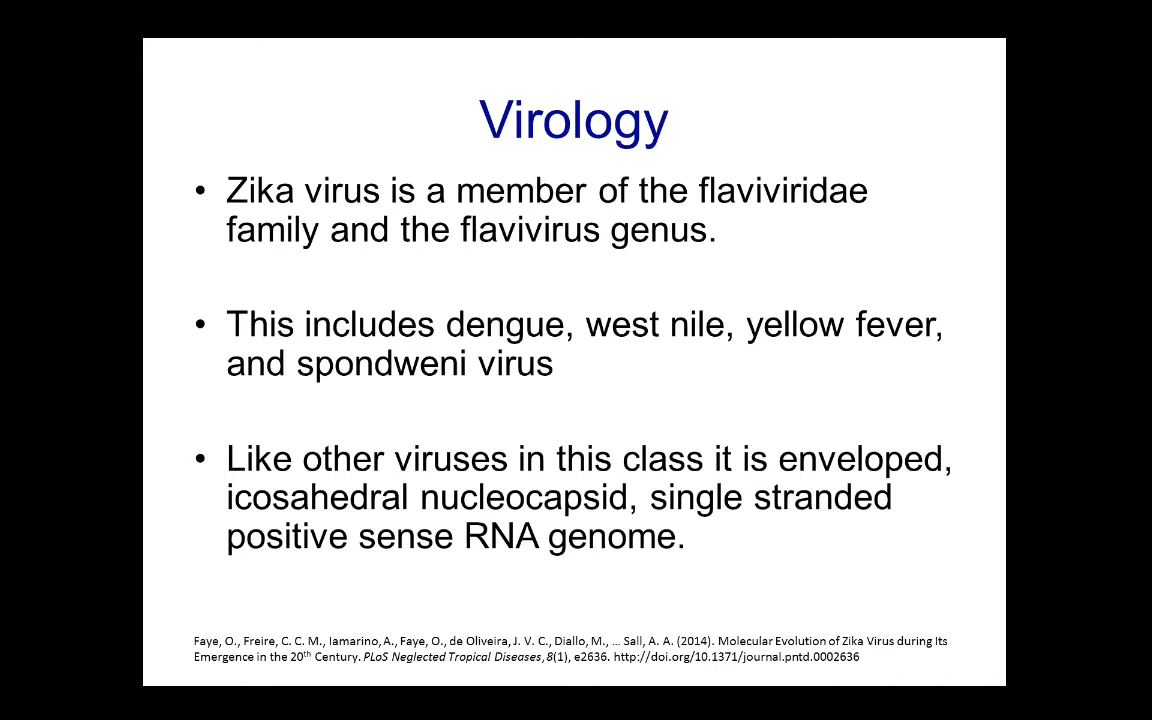 Virology
• Zika virus is a member of the flaviviridae
family and the flavivirus genus.
• This includes dengue, west nile, yellow fever,
and spondweni virus
• Like other viruses in this class it is enveloped,
icosahedral nucleocapsid, single stranded
positive sense RNA genome.
Faye, O., Freire, C. C. M., Iamarino, A., Faye, O., de Oliveira, J. V. C., Diallo, M., … Sall, A. A. (2014). Molecular Evolution of Zika Virus during Its
Emergence in the 20th Century. PLoS Neglected Tropical Diseases, 8(1), e2636. http://doi.org/10.1371/journal.pntd.0002636